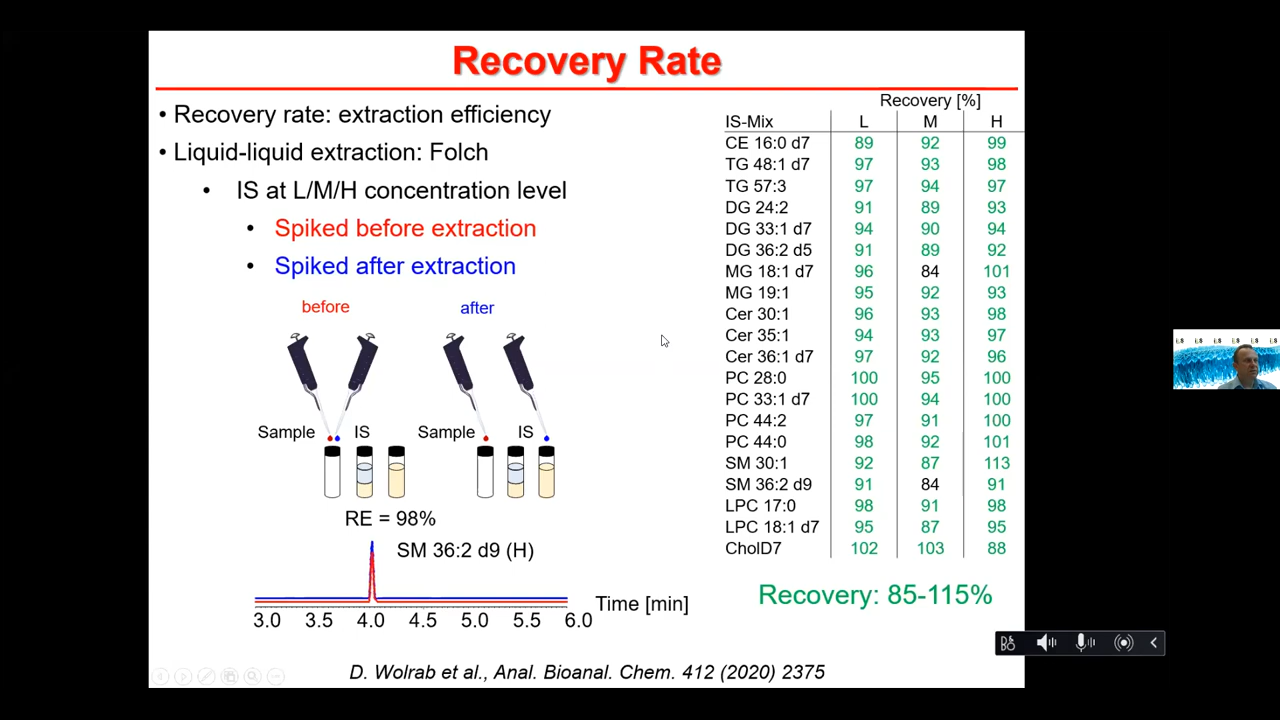 Recovery Rate
• Recovery rate: extraction efficiency
• Liquid-liquid extraction: Folch
• IS at L/M/H concentration level
• Spiked before extraction
• Spiked after extraction
before after
Sample IS Sample IS
RE = 98%
SM 36:2 d9 (H)
Time [min]
3.0 3.5 4.0 4.5 5.0 5.5 6.0
Recovery [%]
IS-Mix L M H
CE 16:0 d7 89 92 99
TG 48:1 d7 97 93 98
TG 57:3 97 94 97
DG 24:2 91 89 93
DG 33:1 d7 94 90 94
DG 36:2 d5 91 89 92
MG 18:1 d7 96 84 101
MG 19:1 95 92 93
Cer 30:1 96 93 98
Cer 35:1 94 93 97
Cer 36:1 d7 97 92 96
PC 28:0 100 95 100
PC 33:1 d7 100 94 100
PC 44:2 97 91 100
PC 44:0 98 92 101
SM 30:1 92 87 113
SM 36:2 d9 91 84 91
LPC 17:0 98 91 98
LPC 18:1 d7 95 87 95
CholD7 102 103 88
Recovery: 85-115%
D. Wolrab et al., Anal. Bioanal. Chem. 412 (2020) 2375